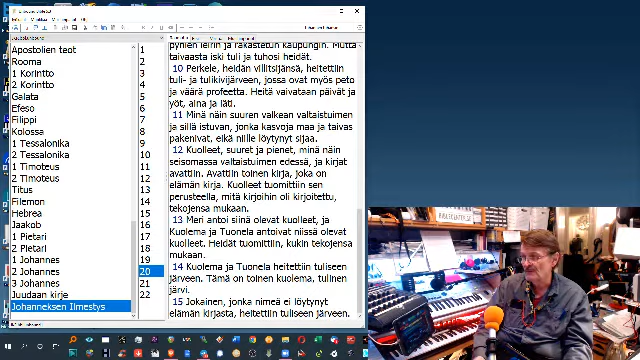 Apostolien teot
Rooma
1 Korintto
2 Korintto
Galata
Efeso
Filippi
Kolossa
1 Tessalonika
2 Tessalonika
1 Timoteus
2 Timoteus
Titus
Filemon
Hebrea
Jaakob
1 Pietari
2 Pietari
1 Johannes
2 Johannes
3 Johannes
Juudaan kirje
Johanneksen Ilmestys
1
2
3
4
5
6
7
8
9
10
11
12
13
14
15
16
17
18
19
20
21
22
pyhien leirin ja rakastetun kaupungin. Mutta
taivaasta iski tuli ja tuhosi heidät.
10 Perkele, heidän villitsijänsä, heitettiin
tuli- ja tulikivijärveen, jossa ovat myös peto
ja väärä profeetta. Heitä vaivataan päivät ja
yöt, aina ja iäti.
11 Minä näin suuren valkean valtaistuimen
ja sillä istuvan, jonka kasvoja maa ja taivas
pakenivat, eikä niille löytynyt sijaa.
12 Kuolleet, suuret ja pienet, minä näin
seisomassa valtaistuimen edessä, ja kirjat
avattiin. Avattiin toinen kirja, joka on
elämän kirja. Kuolleet tuomittiin sen
perusteella, mitä kirjoihin oli kirjoitettu,
tekojensa mukaan.
13 Meri antoi siinä olevat kuolleet, ja
Kuolema ja Tuonela antoivat niissä olevat
kuolleet. Heidät tuomittiin, kukin tekojensa
mukaan.
14 Kuolema ja Tuonela heitettiin tuliseen
järveen. Tämä on toinen kuolema, tulinen
järvi.
15 Jokainen, jonka nimeä ei löytynyt
elämän kirjasta, heitettiin tuliseen järveen.